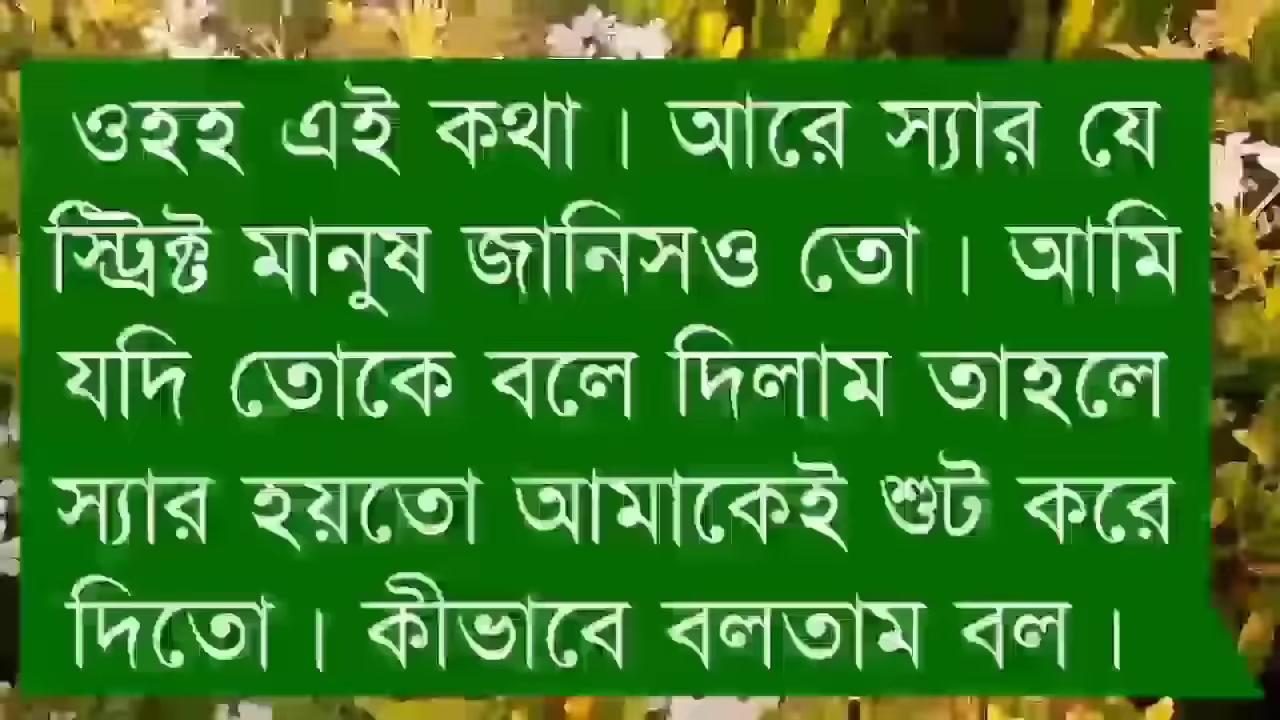 ওহহ এই কথা। আরে স্যার যে
স্ট্রিক্ট মানুষ জানিসও তো। আমি
যদি তোকে বলে দিলাম তাহলে
স্যার হয়তো আমাকেই শুট করে
দিতো। কীভাবে বলতাম বল।